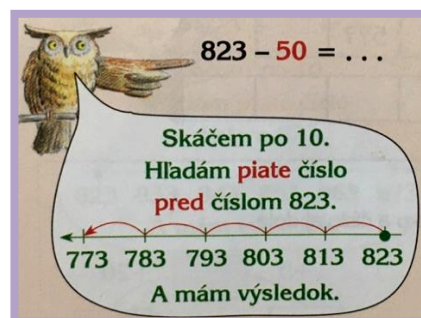 823 – 50 = . . .
Skáčem po 10.
Hľadám piate číslo
pred číslom 823.
773 783 793 803 813 823
A mám výsledok.